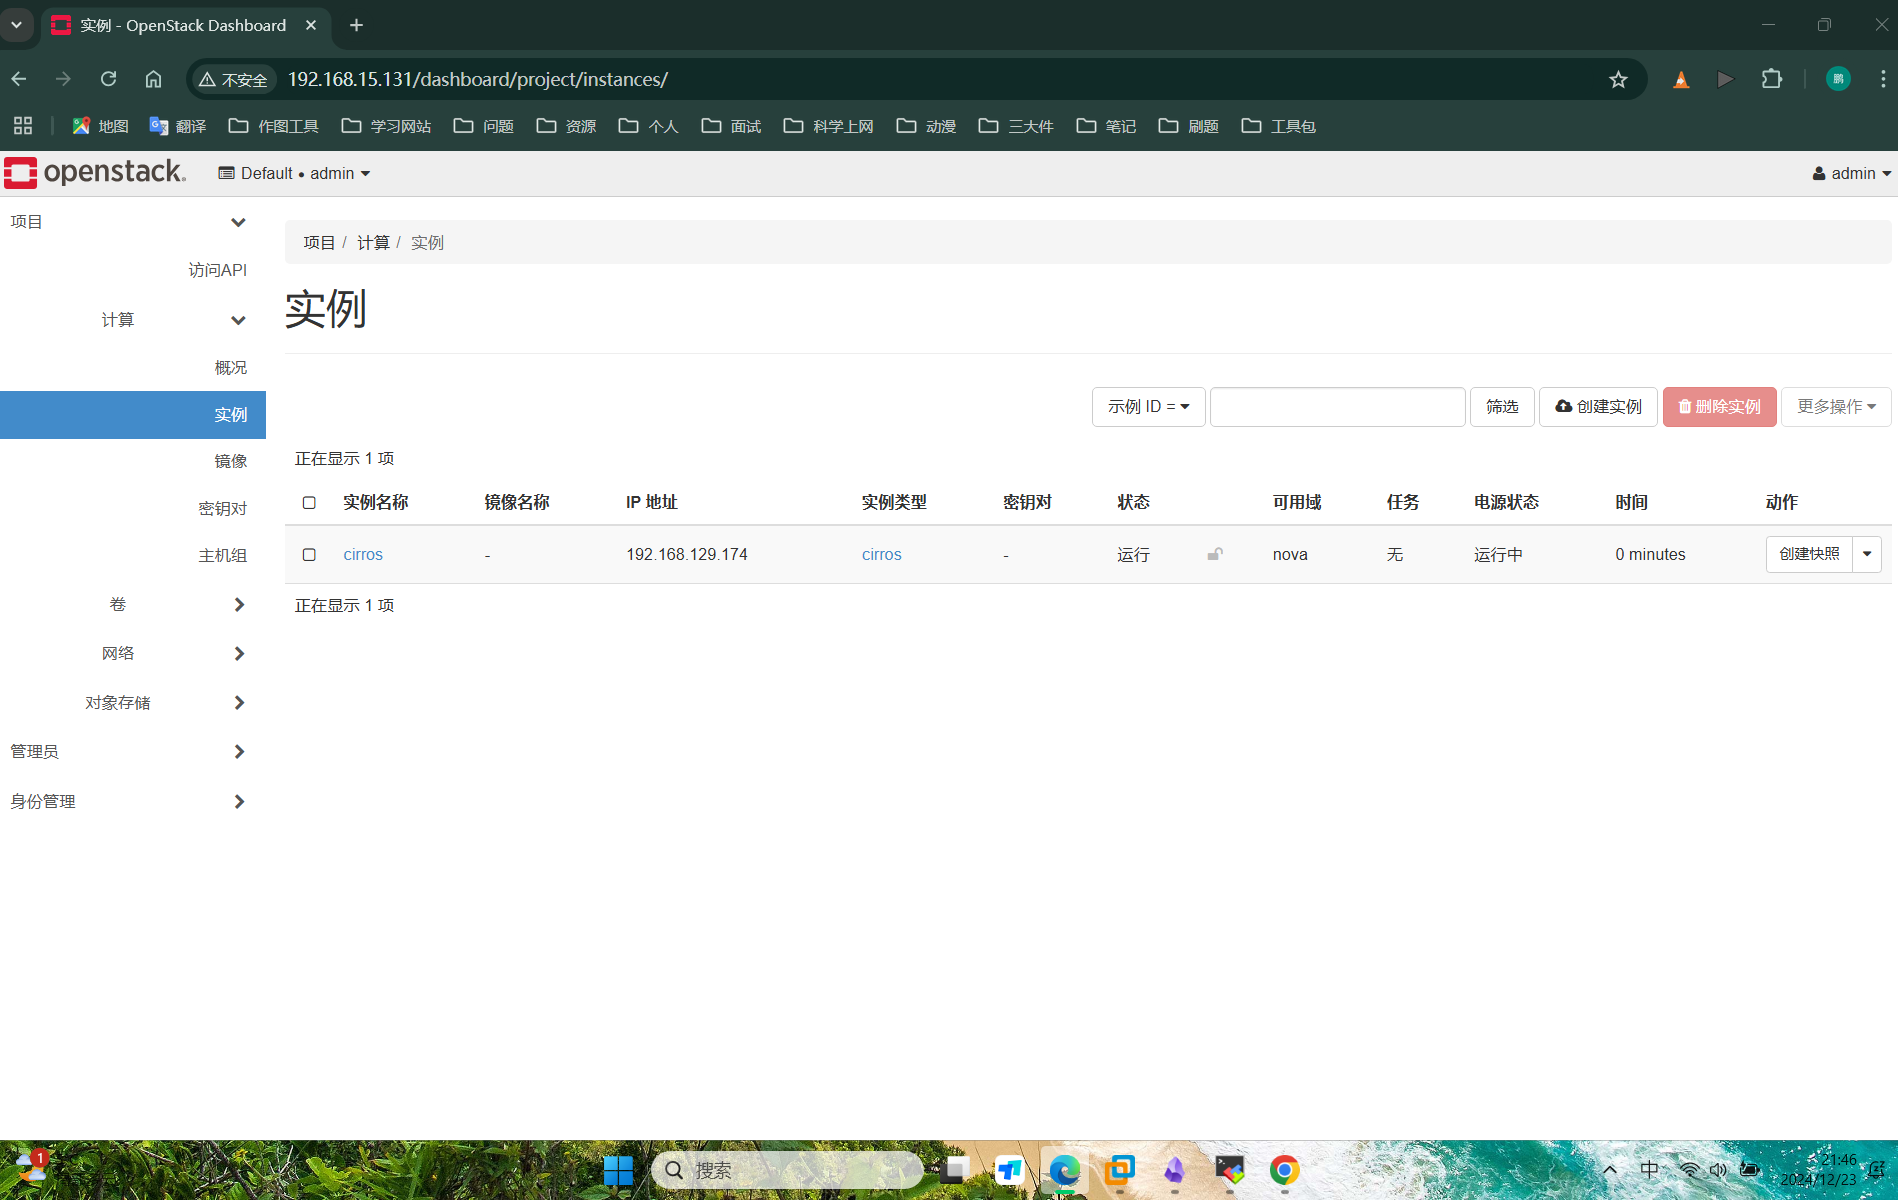 实例 - OpenStack Dashboard
不安全 192.168.15.131/dashboard/project/instances/
鹏
地图 翻译 作图工具 学习网站 问题 资源 个人 面试 科学上网 动漫 三大件 笔记 刷题 工具包
openstack. Default • admin admin
项目
访问API
计算
概况
实例
镜像
密钥对
主机组
卷
网络
对象存储
管理员
身份管理
项目 / 计算 / 实例
实例
示例 ID = 筛选 创建实例 删除实例 更多操作
正在显示 1 项
实例名称 镜像名称 IP 地址 实例类型 密钥对 状态 可用域 任务 电源状态 时间 动作
cirros - 192.168.129.174 cirros - 运行 nova 无 运行中 0 minutes 创建快照
正在显示 1 项
1
搜索
中
21:46
2024/12/23